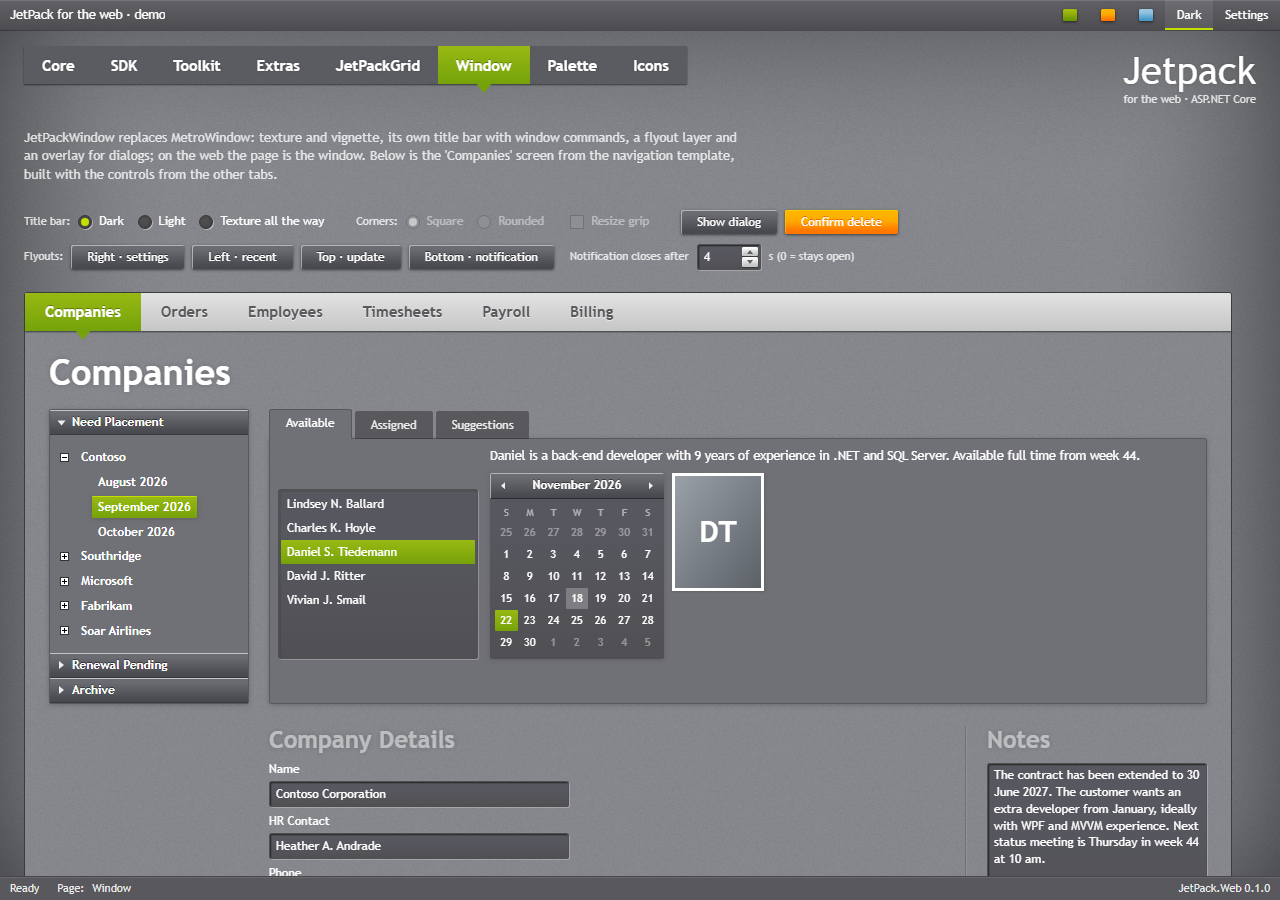 JetPack for the web · demo
Dark Settings
Core SDK Toolkit Extras JetPackGrid Window Palette Icons
Jetpack
for the web · ASP.NET Core
JetPackWindow replaces MetroWindow: texture and vignette, its own title bar with window commands, a flyout layer and
an overlay for dialogs; on the web the page is the window. Below is the 'Companies' screen from the navigation template,
built with the controls from the other tabs.
Title bar: Dark Light Texture all the way Corners: Square Rounded Resize grip Show dialog Confirm delete
Flyouts: Right · settings Left · recent Top · update Bottom · notification Notification closes after 4 s (0 = stays open)
Companies Orders Employees Timesheets Payroll Billing
Companies
Need Placement
Contoso
August 2026
September 2026
October 2026
Southridge
Microsoft
Fabrikam
Soar Airlines
Renewal Pending
Archive
Available Assigned Suggestions
Daniel is a back-end developer with 9 years of experience in .NET and SQL Server. Available full time from week 44.
Lindsey N. Ballard
Charles K. Hoyle
Daniel S. Tiedemann
David J. Ritter
Vivian J. Smail
November 2026
S M T W T F S
25 26 27 28 29 30 31
1 2 3 4 5 6 7
8 9 10 11 12 13 14
15 16 17 18 19 20 21
22 23 24 25 26 27 28
29 30 1 2 3 4 5
DT
Company Details
Name
Contoso Corporation
HR Contact
Heather A. Andrade
Phone
Notes
The contract has been extended to 30
June 2027. The customer wants an
extra developer from January, ideally
with WPF and MVVM experience. Next
status meeting is Thursday in week 44
at 10 am.
Ready Page: Window
JetPack.Web 0.1.0